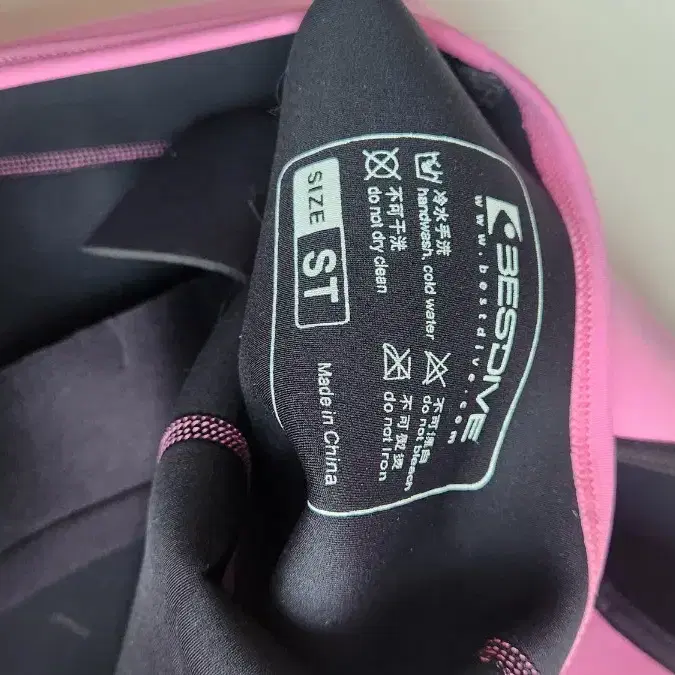 BESTDIVE
www.bestdive.com
冷水手洗
handwash, cold water
不可漂白
do not bleach
不可干洗
do not dry clean
不可熨烫
do not Iron
SIZE ST
Made in China